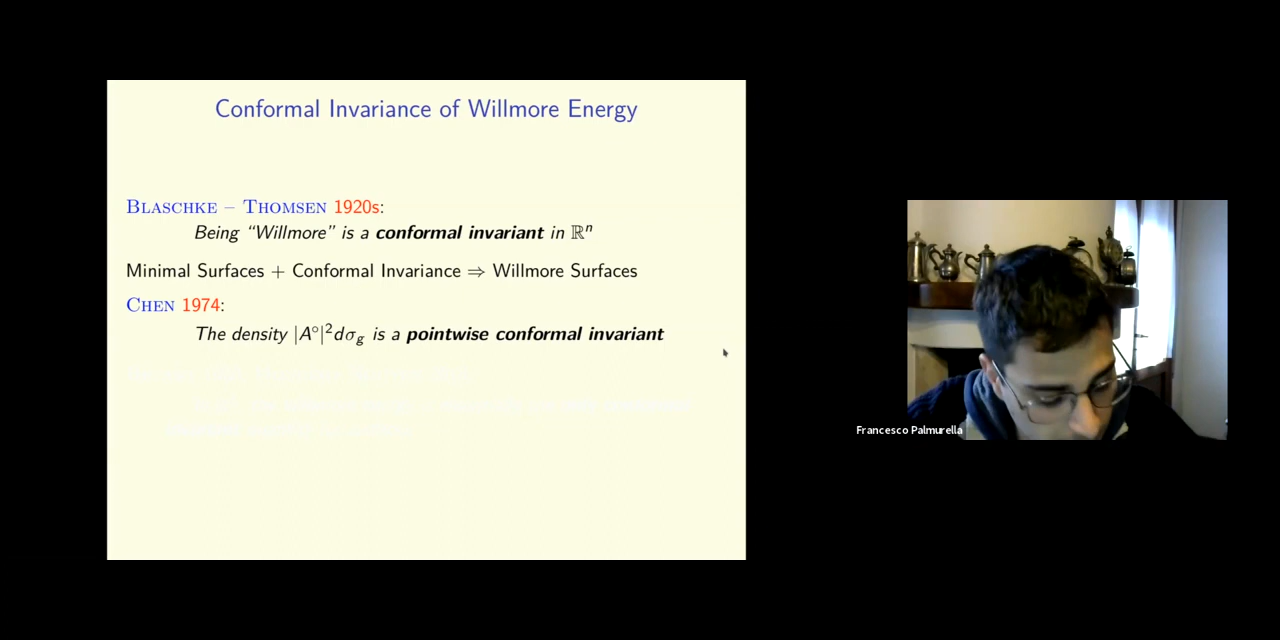 Conformal Invariance of Willmore Energy
Blaschke – Thomsen 1920s:
Being “Willmore” is a conformal invariant in ℝⁿ
Minimal Surfaces + Conformal Invariance ⇒ Willmore Surfaces
Chen 1974:
The density |A°|²dσ_g is a pointwise conformal invariant
Francesco Palmurella